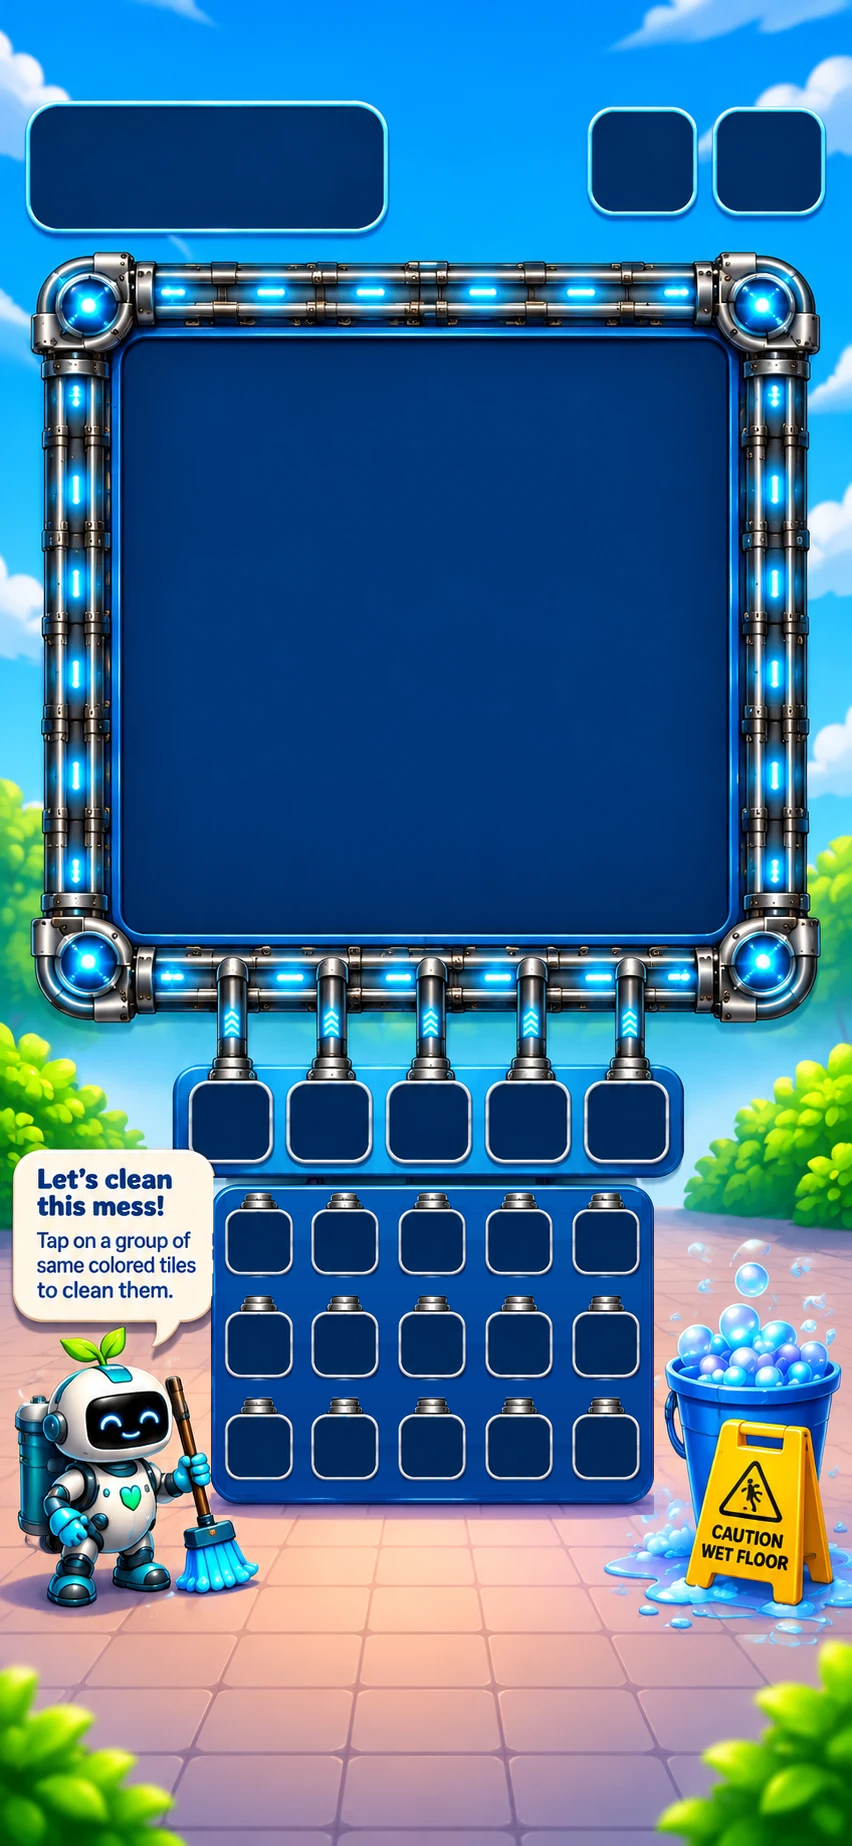 Let's clean
this mess!
Tap on a group of
same colored tiles
to clean them.
CAUTION
WET FLOOR